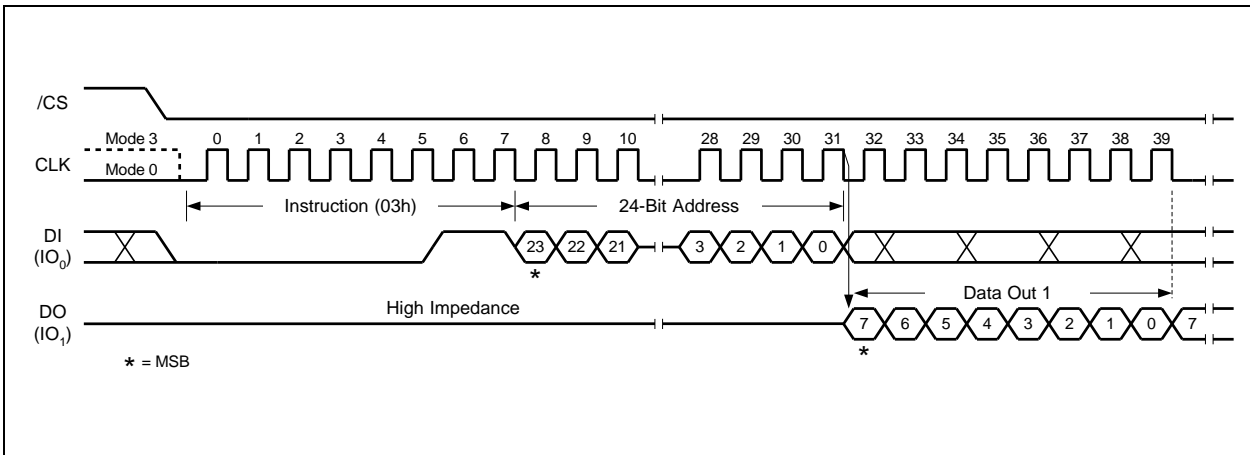 /CS
Mode 3
0 1 2 3 4 5 6 7 8 9 10 28 29 30 31 32 33 34 35 36 37 38 39
CLK
Mode 0
Instruction (03h)
24-Bit Address
DI
(IO0)
23 22 21 3 2 1 0
*
Data Out 1
DO
(IO1)
High Impedance
7 6 5 4 3 2 1 0 7
*
* = MSB